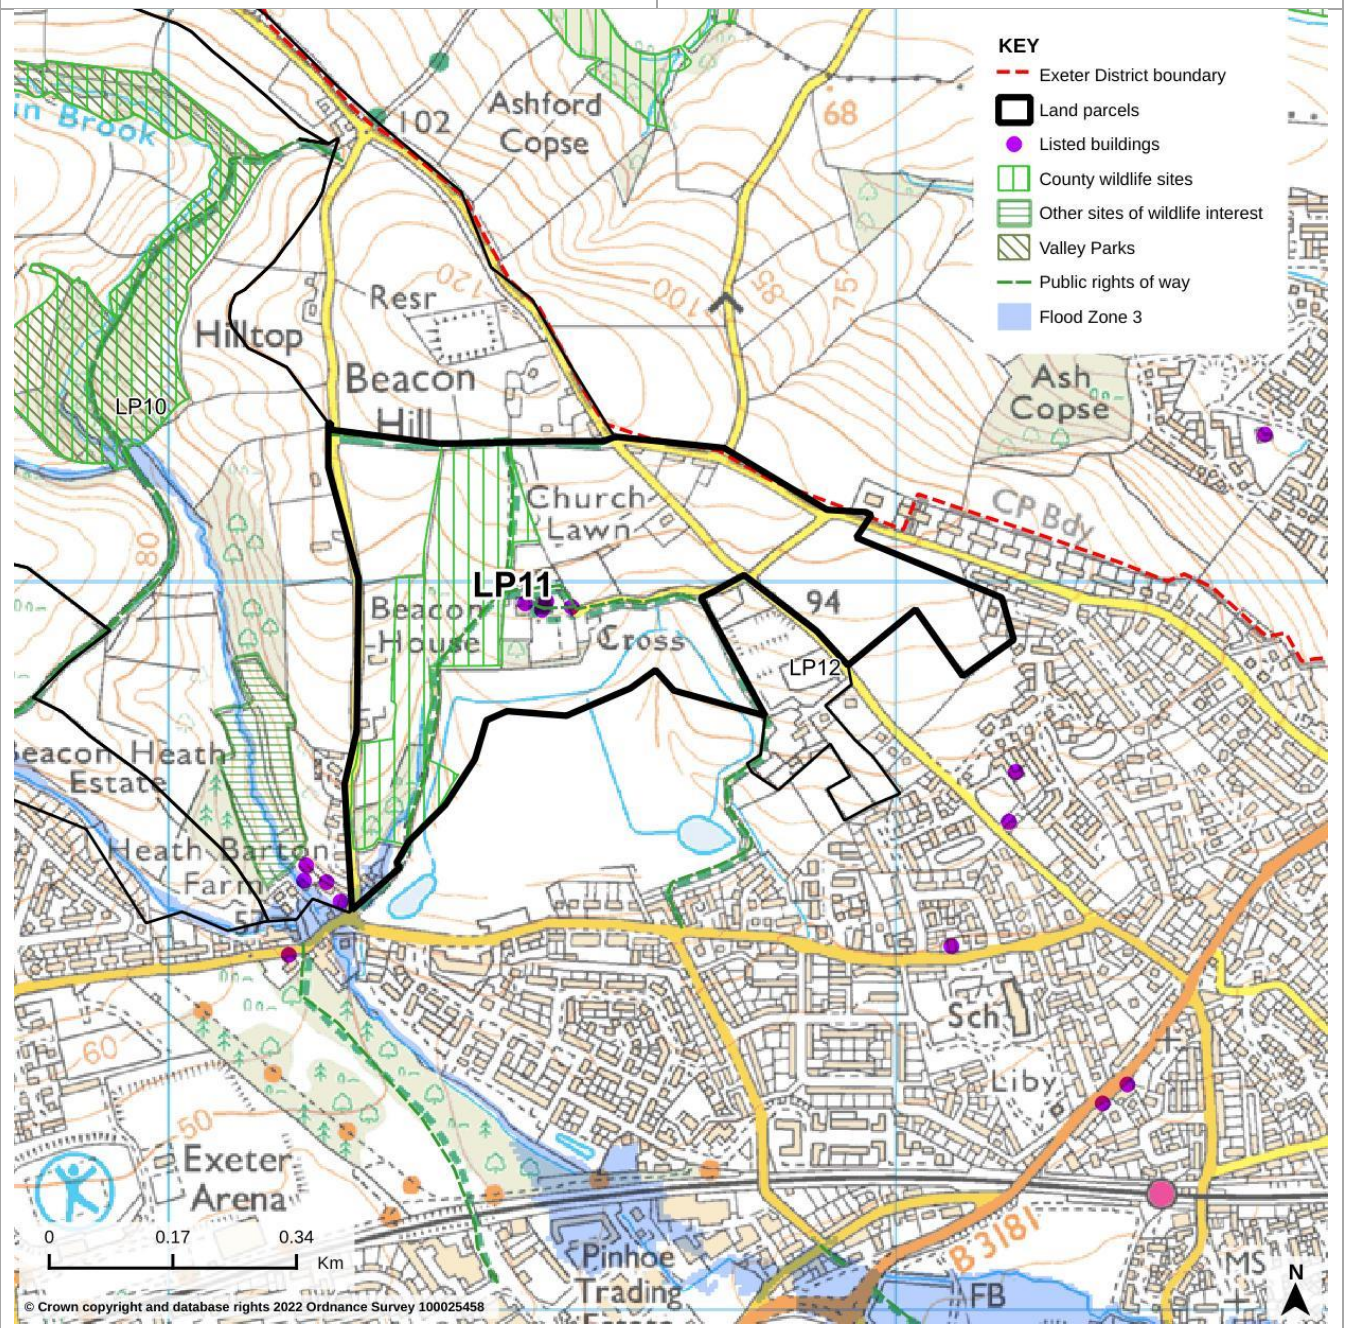 KEY
Exeter District boundary
Land parcels
Listed buildings
County wildlife sites
Other sites of wildlife interest
Valley Parks
Public rights of way
Flood Zone 3
in Brook
102
Ashford
Copse
68
120
100
85
75
Resr
Hilltop
Beacon
Hill
LP10
Ash
Copse
CP Bdy
Church
Lawn
80
LP11
Beacon
House
Cross
94
LP12
Beacon Heath
Estate
Heath Barton
Farm
Sch
Liby
60
50
Exeter
Arena
B 3181
Pinhoe
Trading
FB
MS
0 0.17 0.34
Km
N
© Crown copyright and database rights 2022 Ordnance Survey 100025458